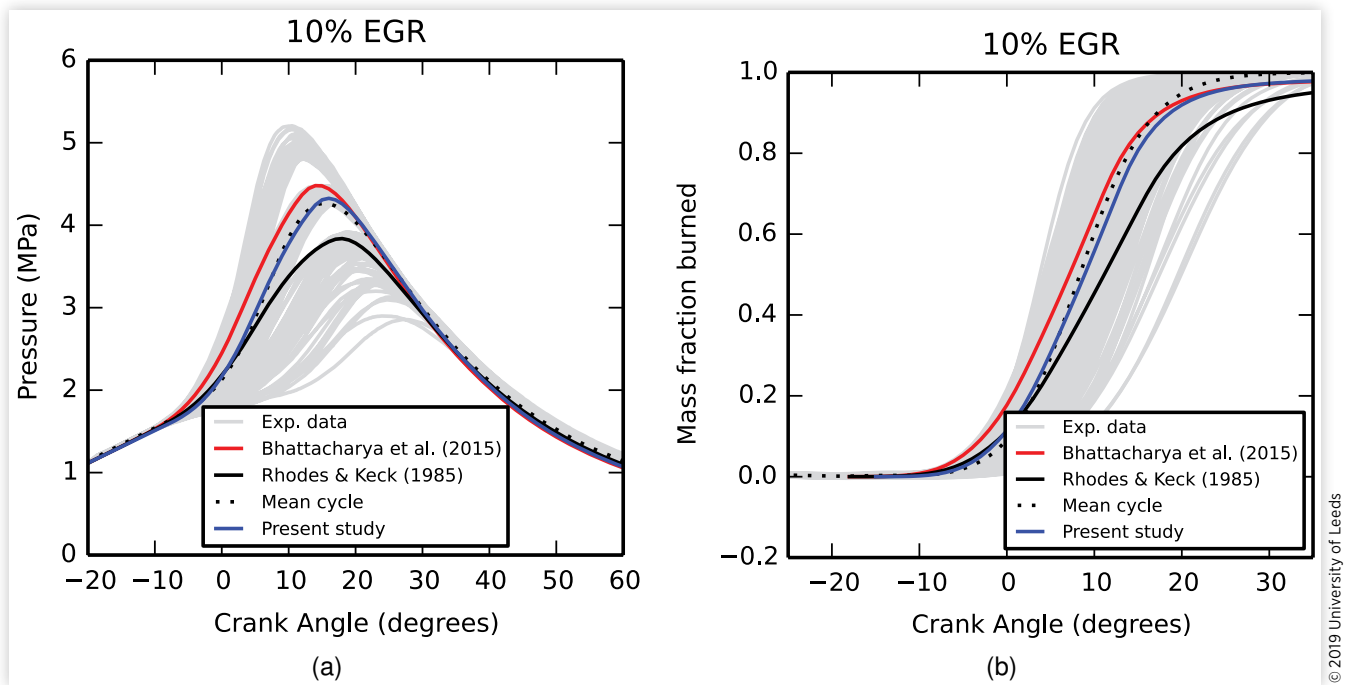 10% EGR
6
5
4
3
2
1
0
Pressure (MPa)
Exp. data
Bhattacharya et al. (2015)
Rhodes & Keck (1985)
Mean cycle
Present study
−20 −10 0 10 20 30 40 50 60
Crank Angle (degrees)
(a)
10% EGR
1.0
0.8
0.6
0.4
0.2
0.0
−0.2
Mass fraction burned
Exp. data
Bhattacharya et al. (2015)
Rhodes & Keck (1985)
Mean cycle
Present study
−20 −10 0 10 20 30
Crank Angle (degrees)
(b)
© 2019 University of Leeds